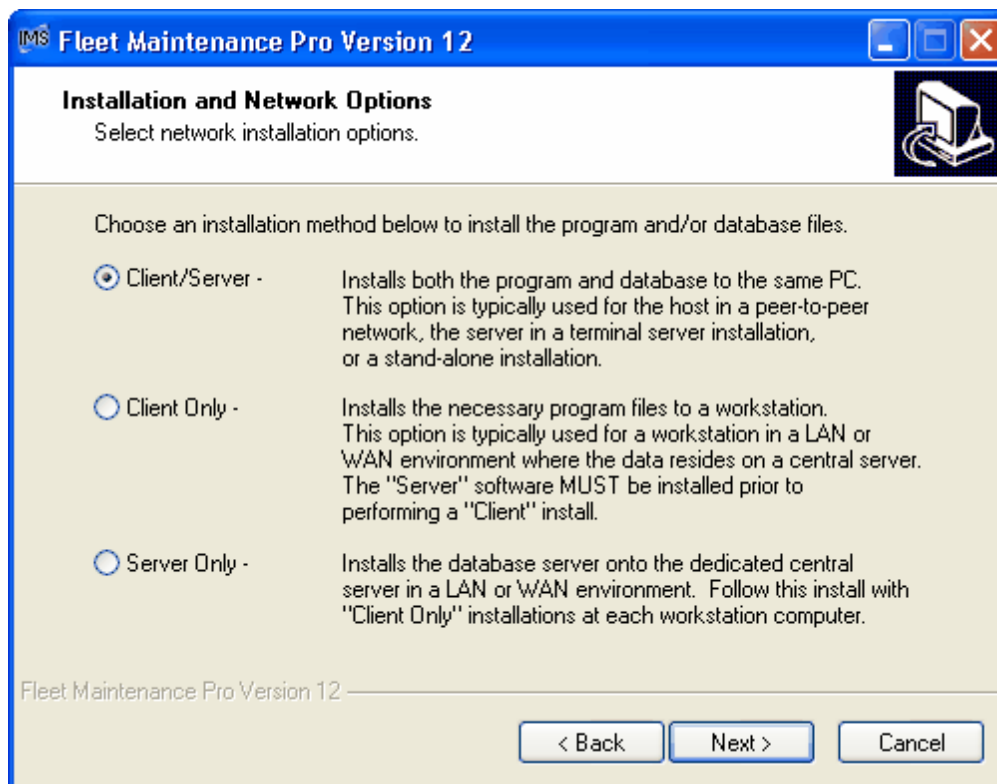 IMS Fleet Maintenance Pro Version 12
Installation and Network Options
Select network installation options.
Choose an installation method below to install the program and/or database files.
Client/Server - Installs both the program and database to the same PC.
This option is typically used for the host in a peer-to-peer
network, the server in a terminal server installation,
or a stand-alone installation.
Client Only - Installs the necessary program files to a workstation.
This option is typically used for a workstation in a LAN or
WAN environment where the data resides on a central server.
The "Server" software MUST be installed prior to
performing a "Client" install.
Server Only - Installs the database server onto the dedicated central
server in a LAN or WAN environment. Follow this install with
"Client Only" installations at each workstation computer.
Fleet Maintenance Pro Version 12
< Back Next > Cancel